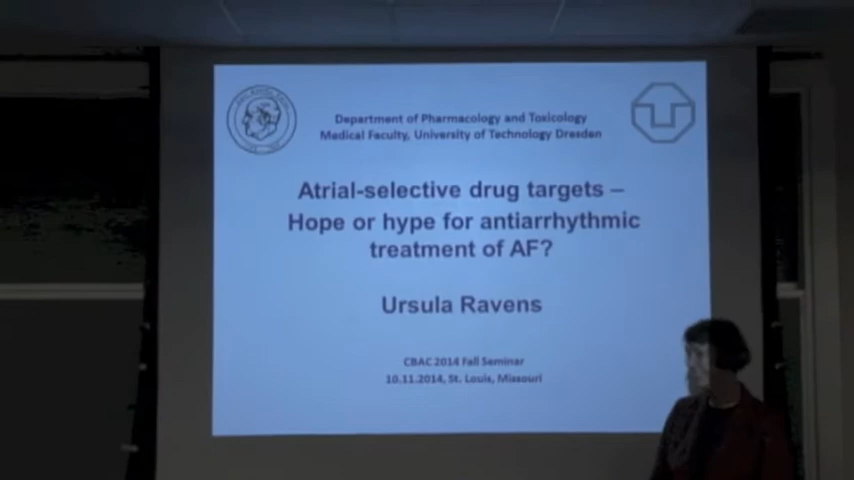 Department of Pharmacology and Toxicology
Medical Faculty, University of Technology Dresden
Atrial-selective drug targets –
Hope or hype for antiarrhythmic
treatment of AF?
Ursula Ravens
CBAC 2014 Fall Seminar
10.11.2014, St. Louis, Missouri